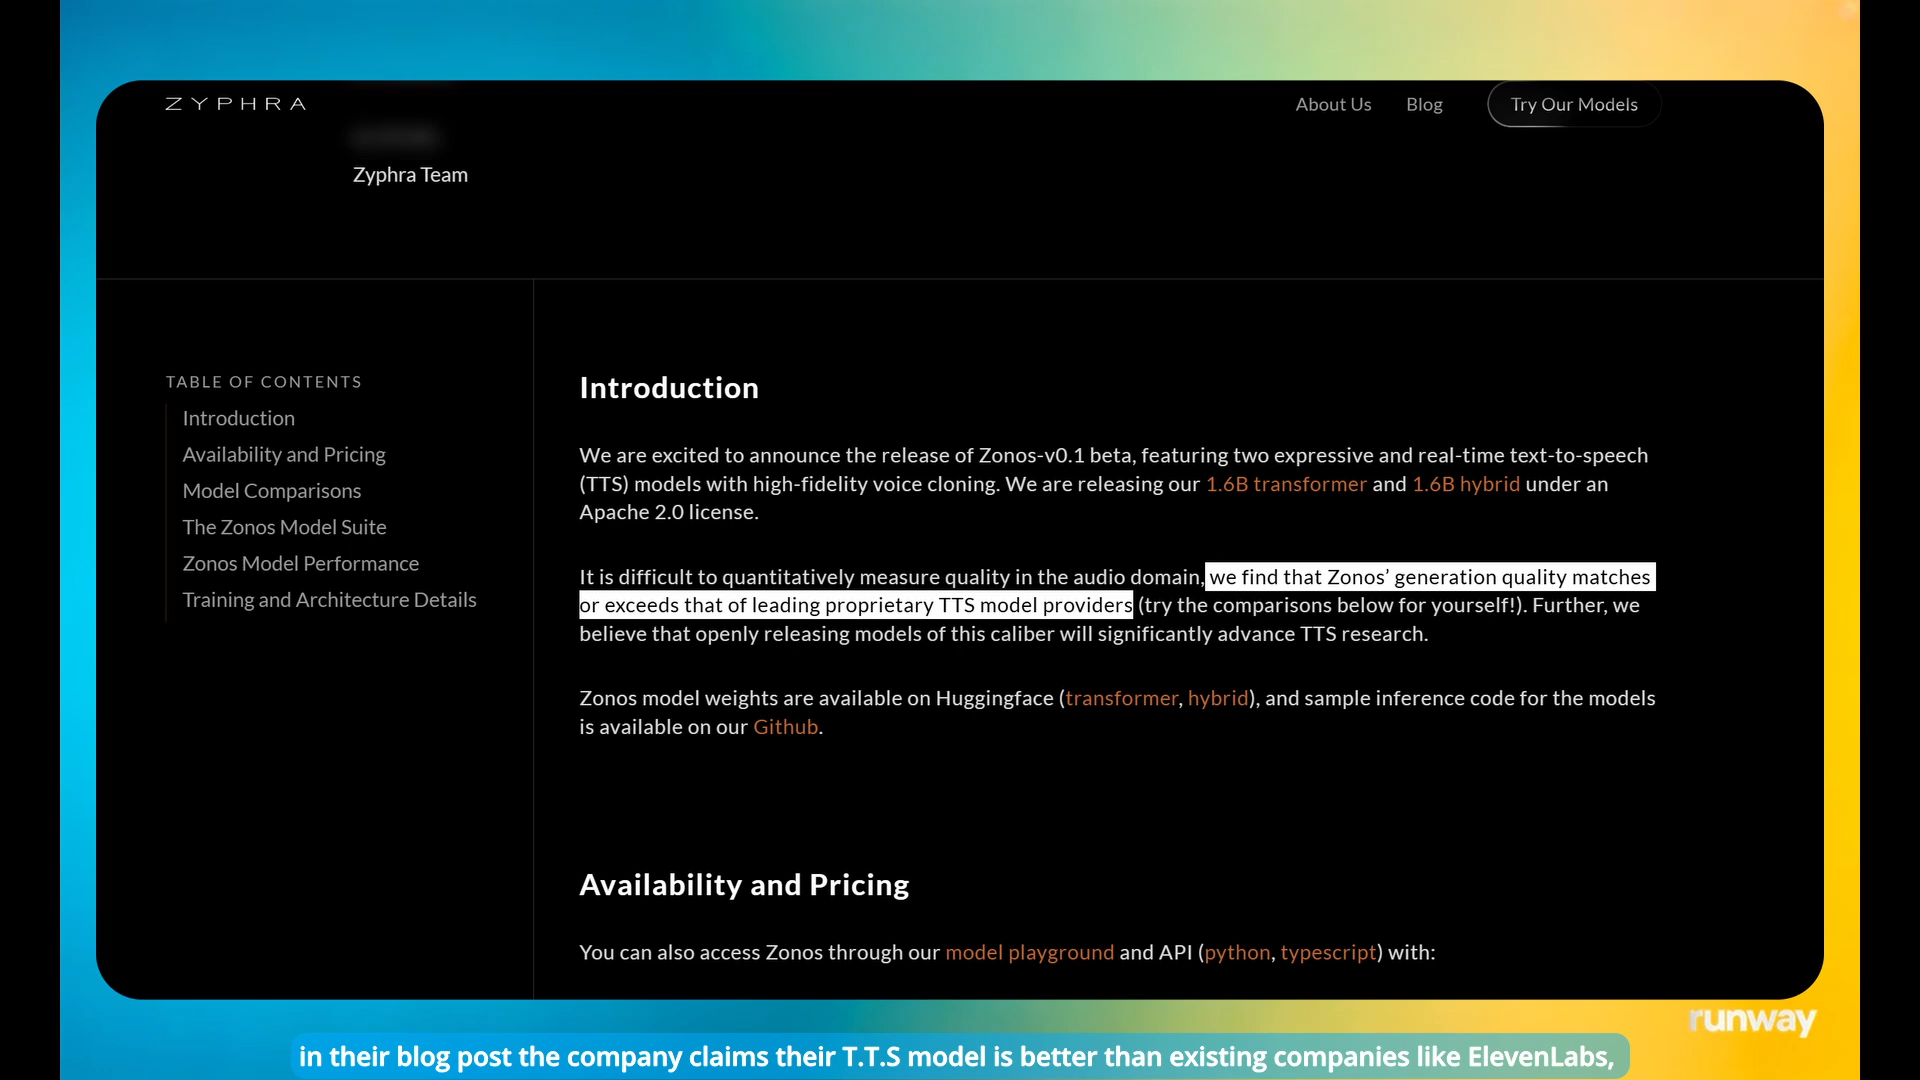 ZYPHRA
About Us
Blog
Try Our Models
Zyphra Team
TABLE OF CONTENTS
Introduction
Availability and Pricing
Model Comparisons
The Zonos Model Suite
Zonos Model Performance
Training and Architecture Details
Introduction
We are excited to announce the release of Zonos-v0.1 beta, featuring two expressive and real-time text-to-speech
(TTS) models with high-fidelity voice cloning. We are releasing our 1.6B transformer and 1.6B hybrid under an
Apache 2.0 license.
It is difficult to quantitatively measure quality in the audio domain, we find that Zonos’ generation quality matches
or exceeds that of leading proprietary TTS model providers (try the comparisons below for yourself!). Further, we
believe that openly releasing models of this caliber will significantly advance TTS research.
Zonos model weights are available on Huggingface (transformer, hybrid), and sample inference code for the models
is available on our Github.
Availability and Pricing
You can also access Zonos through our model playground and API (python, typescript) with:
runway
in their blog post the company claims their T.T.S model is better than existing companies like ElevenLabs,